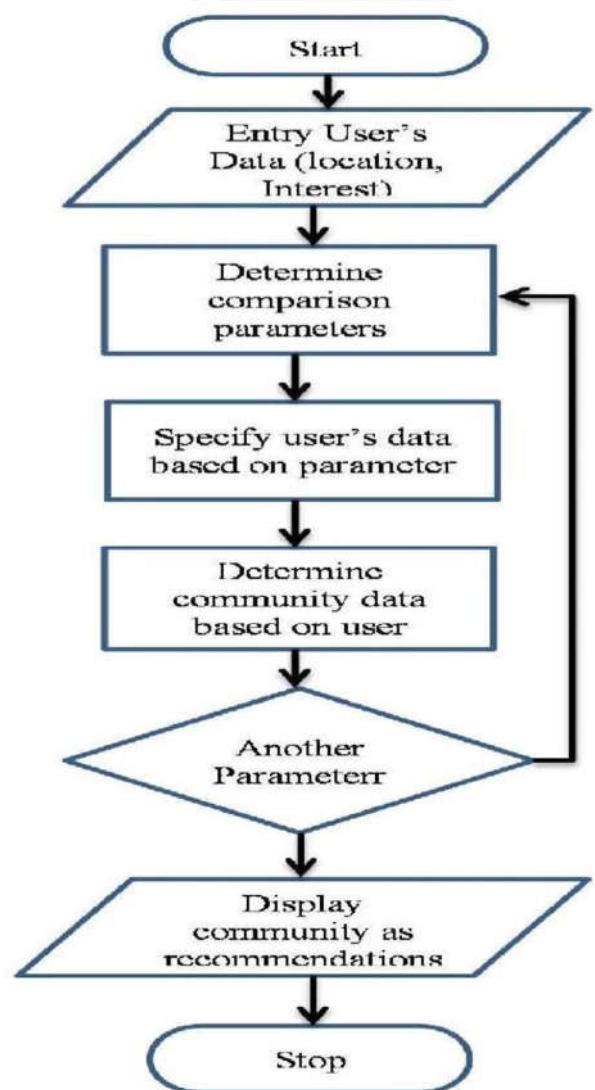 Start
Entry User's
Data (location,
Interest)
Determine
comparison
parameters
Specify user's data
based on parameter
Determine
community data
based on user
Another
Parameterr
Display
community as
recommendations
Stop